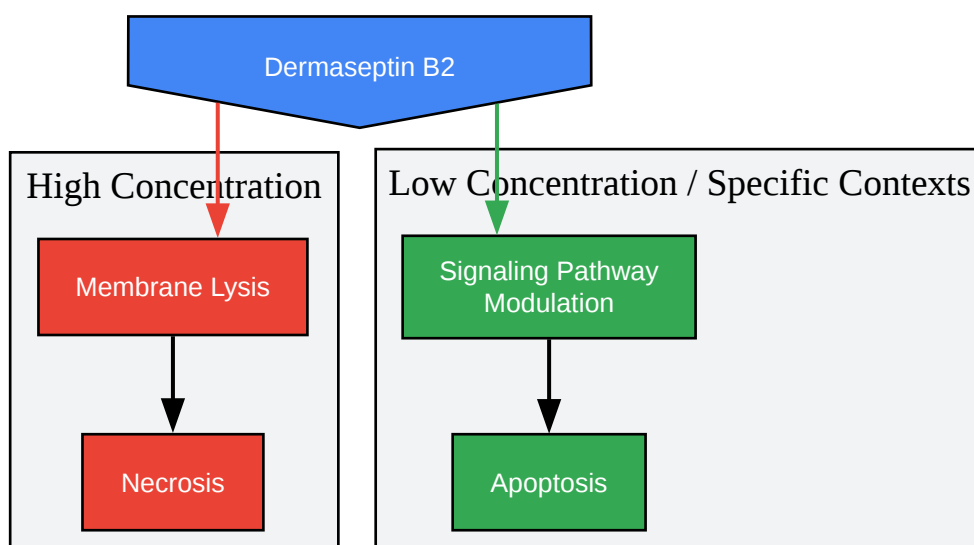 Dermaseptin B2
High Concentration
Low Concentration / Specific Contexts
Membrane Lysis
Signaling Pathway
Modulation
Necrosis
Apoptosis